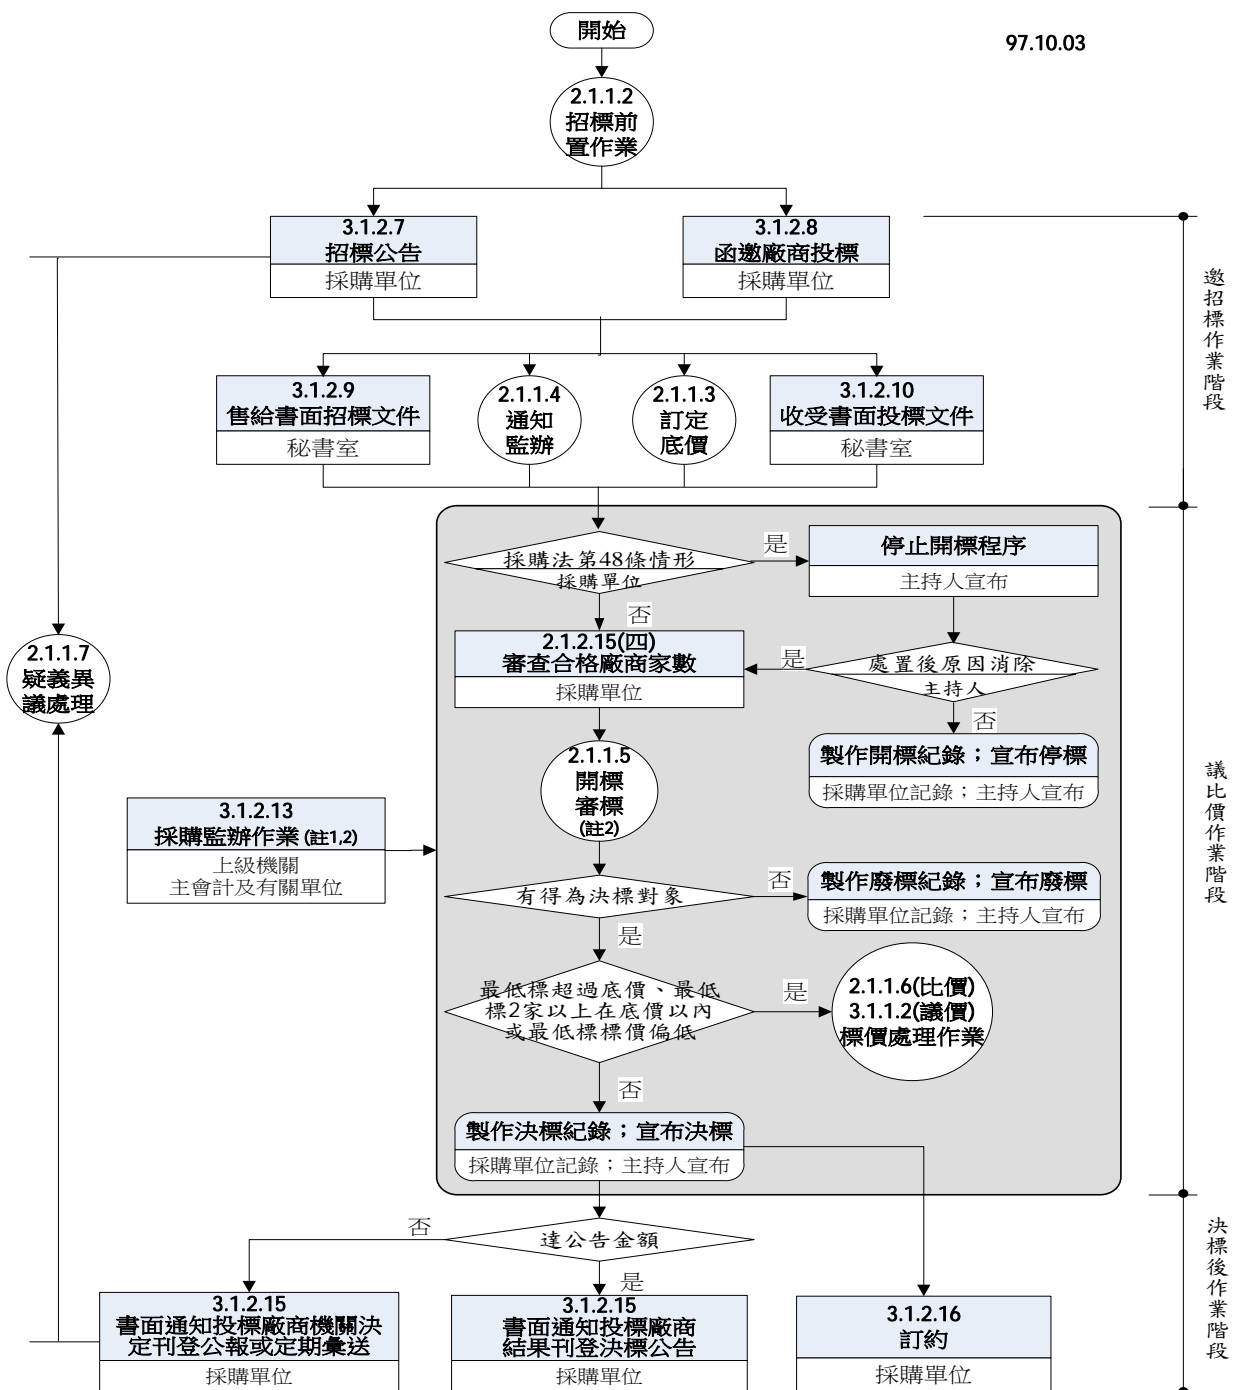 開始
97.10.03
2.1.1.2
招標前
置作業
3.1.2.7
招標公告
採購單位
3.1.2.8
函邀廠商投標
採購單位
邀招標作業階段
3.1.2.9
售給書面招標文件
秘書室
2.1.1.4
通知
監辦
2.1.1.3
訂定
底價
3.1.2.10
收受書面投標文件
秘書室
採購法第48條情形
採購單位
是
停止開標程序
主持人宣布
否
2.1.2.15(四)
審查合格廠商家數
採購單位
是
處置後原因消除
主持人
否
2.1.1.7
疑義異
議處理
製作開標紀錄；宣布停標
採購單位記錄；主持人宣布
2.1.1.5
開標
審標
(註2)
議比價作業階段
3.1.2.13
採購監辦作業 (註1,2)
上級機關
主會計及有關單位
有得為決標對象
否
製作廢標紀錄；宣布廢標
採購單位記錄；主持人宣布
是
最低標超過底價、最低
標2家以上在底價以內
或最低標標價偏低
是
2.1.1.6(比價)
3.1.1.2(議價)
標價處理作業
否
製作決標紀錄；宣布決標
採購單位記錄；主持人宣布
達公告金額
否
是
決標後作業階段
3.1.2.15
書面通知投標廠商機關決
定刊登公報或定期彙送
採購單位
3.1.2.15
書面通知投標廠商
結果刊登決標公告
採購單位
3.1.2.16
訂約
採購單位